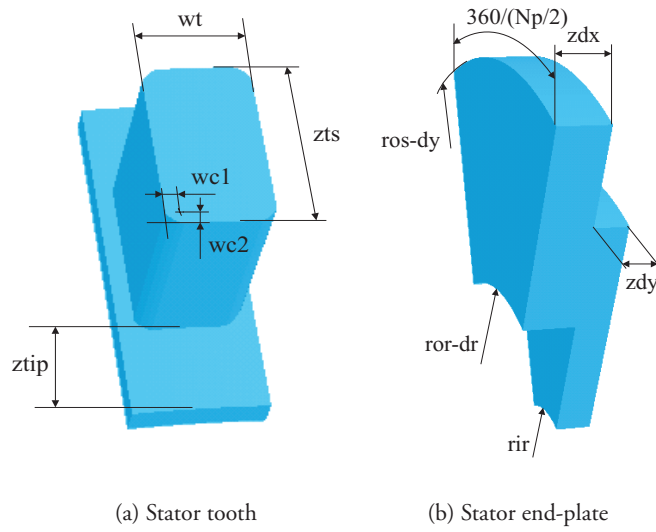 wt
zts
wc1
wc2
ztip
360/(Np/2)
zdx
ros-dy
zdy
ror-dr
rir
(a) Stator tooth
(b) Stator end-plate